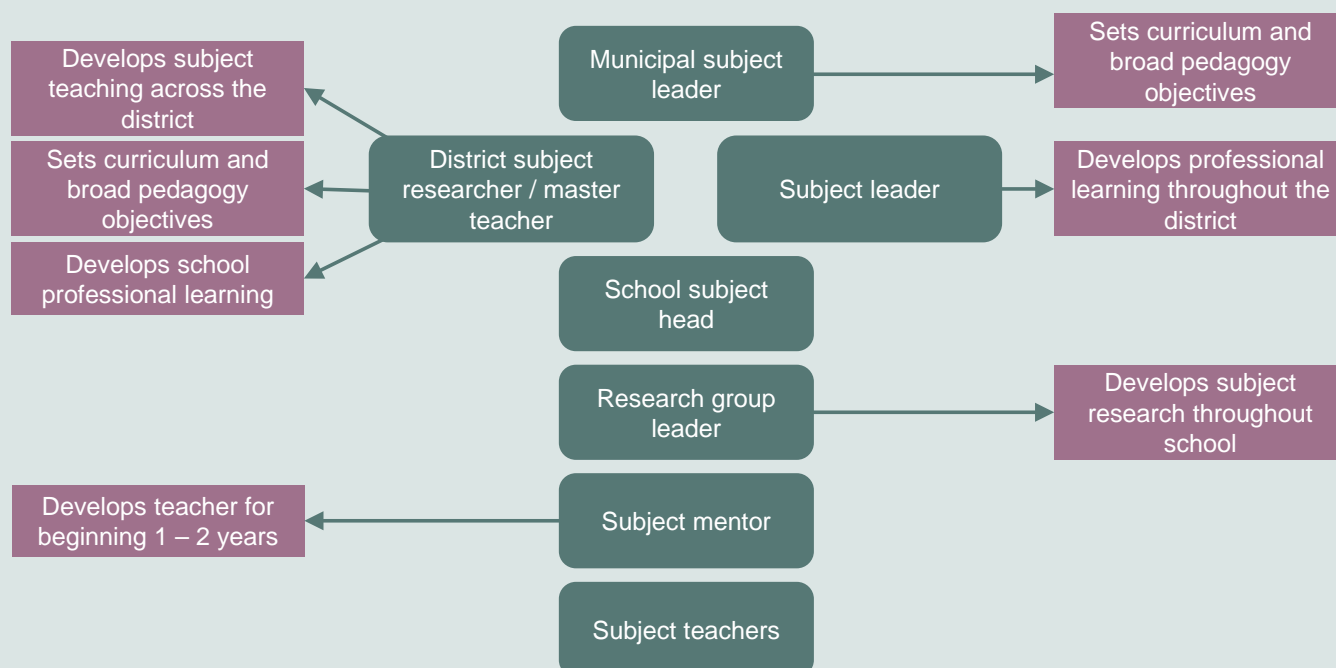 Municipal subject
leader
Sets curriculum and
broad pedagogy
objectives
Develops subject
teaching across the
district
Sets curriculum and
broad pedagogy
objectives
Develops school
professional learning
District subject
researcher / master
teacher
Subject leader
Develops professional
learning throughout the
district
School subject
head
Research group
leader
Develops subject
research throughout
school
Develops teacher for
beginning 1 – 2 years
Subject mentor
Subject teachers